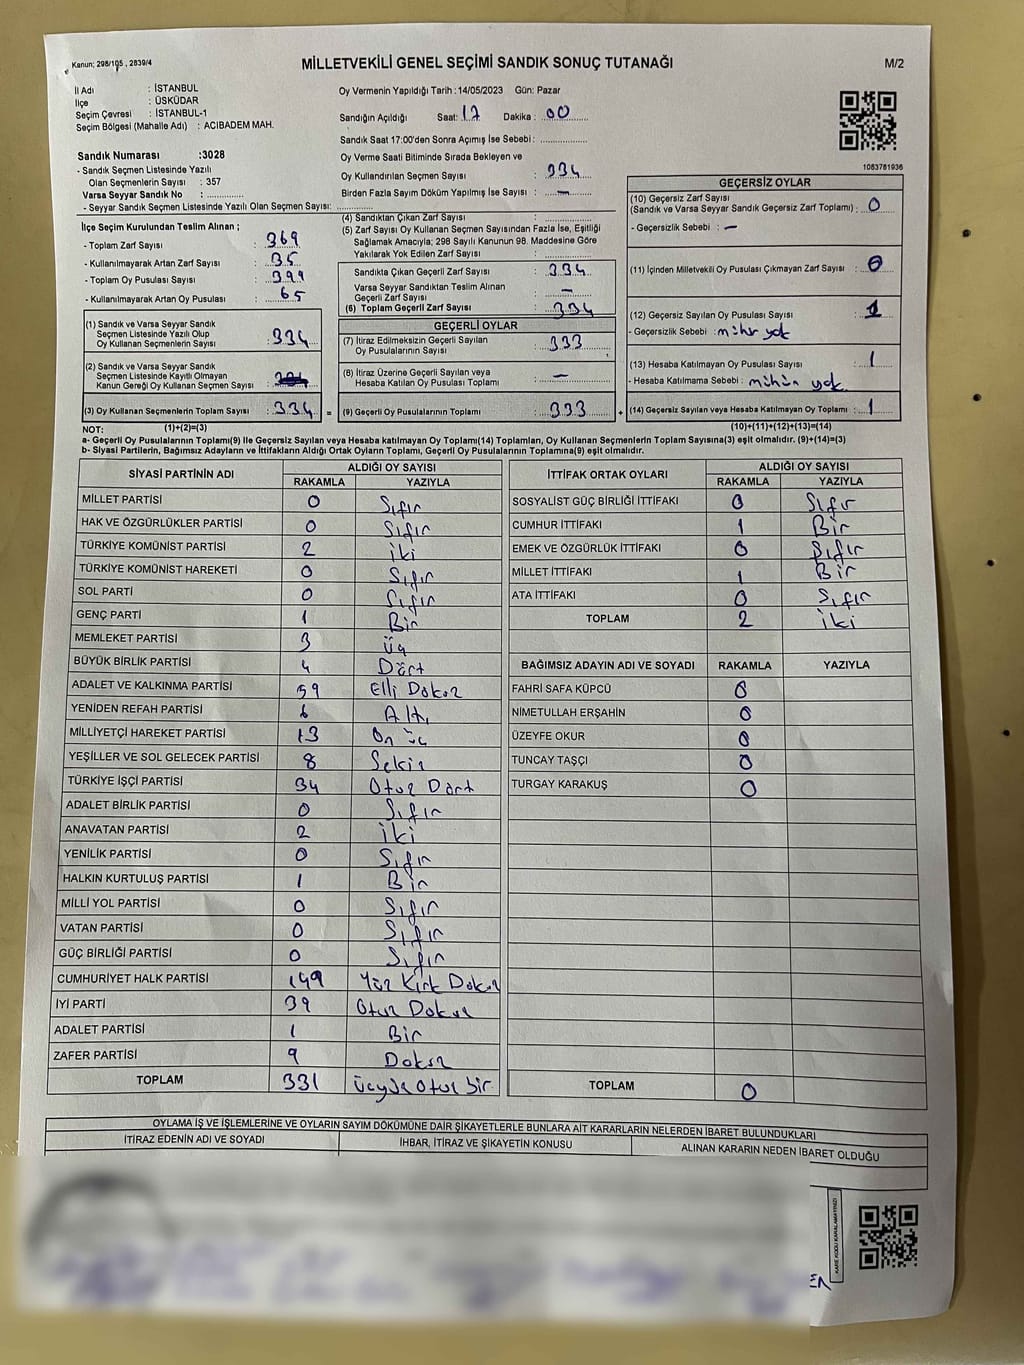 Kanun; 298/105, 2839/4
MİLLETVEKİLİ GENEL SEÇİMİ SANDIK SONUÇ TUTANAĞI
M/2
İl Adı : İSTANBUL
İlçe : ÜSKÜDAR
Seçim Çevresi : İSTANBUL-1
Seçim Bölgesi (Mahalle Adı) : ACIBADEM MAH.
Oy Vermenin Yapıldığı Tarih : 14/05/2023 Gün: Pazar
Sandığın Açıldığı Saat: 17 Dakika : 00
Sandık Saat 17:00'den Sonra Açımış İse Sebebi :
Oy Verme Saati Bitiminde Sırada Bekleyen ve
Oy Kullandırılan Seçmen Sayısı : 334
Birden Fazla Sayım Döküm Yapılmış İse Sayısı : —
1083781936
Sandık Numarası :3028
- Sandık Seçmen Listesinde Yazılı
Olan Seçmenlerin Sayısı : 357
Varsa Seyyar Sandık No :
- Seyyar Sandık Seçmen Listesinde Yazılı Olan Seçmen Sayısı:
İlçe Seçim Kurulundan Teslim Alınan ;
- Toplam Zarf Sayısı : 369
- Kullanılmayarak Artan Zarf Sayısı : 35
- Toplam Oy Pusulası Sayısı : 399
- Kullanılmayarak Artan Oy Pusulası : 65
(1) Sandık ve Varsa Seyyar Sandık
Seçmen Listesinde Yazılı Olup
Oy Kullanan Seçmenlerin Sayısı : 334
(2) Sandık ve Varsa Seyyar Sandık
Seçmen Listesinde Kayıtlı Olmayan
Kanun Gereği Oy Kullanan Seçmen Sayısı :
(3) Oy Kullanan Seçmenlerin Toplam Sayısı : 334 =
(1)+(2)=(3)
(4) Sandıktan Çıkan Zarf Sayısı :
(5) Zarf Sayısı Oy Kullanan Seçmen Sayısından Fazla İse, Eşitliği
Sağlamak Amacıyla; 298 Sayılı Kanunun 98. Maddesine Göre
Yakılarak Yok Edilen Zarf Sayısı :
Sandıkta Çıkan Geçerli Zarf Sayısı : 334
Varsa Seyyar Sandıktan Teslim Alınan
Geçerli Zarf Sayısı : —
(6) Toplam Geçerli Zarf Sayısı : 334
GEÇERLİ OYLAR
(7) İtiraz Edilmeksizin Geçerli Sayılan
Oy Pusulalarının Sayısı : 333
(8) İtiraz Üzerine Geçerli Sayılan veya
Hesaba Katılan Oy Pusulası Toplamı : —
(9) Geçerli Oy Pusulalarının Toplamı : 333 +
GEÇERSİZ OYLAR
(10) Geçersiz Zarf Sayısı
(Sandık ve Varsa Seyyar Sandık Geçersiz Zarf Toplamı) : 0
- Geçersizlik Sebebi : —
(11) İçinden Milletvekili Oy Pusulası Çıkmayan Zarf Sayısı : 0
(12) Geçersiz Sayılan Oy Pusulası Sayısı : 1
- Geçersizlik Sebebi : mühür yok
(13) Hesaba Katılmayan Oy Pusulası Sayısı : 1
- Hesaba Katılmama Sebebi : mühür yok
(14) Geçersiz Sayılan veya Hesaba Katılmayan Oy Toplamı : 1
(10)+(11)+(12)+(13)=(14)
NOT:
a- Geçerli Oy Pusulalarının Toplamı(9) ile Geçersiz Sayılan veya Hesaba katılmayan Oy Toplamı(14) Toplamları, Oy Kullanan Seçmenlerin Toplam Sayısına(3) eşit olmalıdır. (9)+(14)=(3)
b- Siyasi Partilerin, Bağımsız Adayların ve İttifakların Aldığı Ortak Oyların Toplamı, Geçerli Oy Pusulalarının Toplamına(9) eşit olmalıdır.
SİYASİ PARTİNİN ADI ALDIĞI OY SAYISI
RAKAMLA YAZIYLA
MİLLET PARTİSİ 0 Sıfır
HAK VE ÖZGÜRLÜKLER PARTİSİ 0 Sıfır
TÜRKİYE KOMÜNİST PARTİSİ 2 iki
TÜRKİYE KOMÜNİST HAREKETİ 0 Sıfır
SOL PARTİ 0 Sıfır
GENÇ PARTİ 1 Bir
MEMLEKET PARTİSİ 3 Üç
BÜYÜK BİRLİK PARTİSİ 4 Dört
ADALET VE KALKINMA PARTİSİ 59 Elli Dokuz
YENİDEN REFAH PARTİSİ 6 Altı
MİLLİYETÇİ HAREKET PARTİSİ 13 On üç
YEŞİLLER VE SOL GELECEK PARTİSİ 8 Sekiz
TÜRKİYE İŞÇİ PARTİSİ 34 Otuz Dört
ADALET BİRLİK PARTİSİ 0 Sıfır
ANAVATAN PARTİSİ 2 iki
YENİLİK PARTİSİ 0 Sıfır
HALKIN KURTULUŞ PARTİSİ 1 Bir
MİLLİ YOL PARTİSİ 0 Sıfır
VATAN PARTİSİ 0 Sıfır
GÜÇ BİRLİĞİ PARTİSİ 0 Sıfır
CUMHURİYET HALK PARTİSİ 149 Yüz Kırk Dokuz
İYİ PARTİ 39 Otuz Dokuz
ADALET PARTİSİ 1 Bir
ZAFER PARTİSİ 9 Dokuz
TOPLAM 331 üçyüz otuz bir
İTTİFAK ORTAK OYLARI ALDIĞI OY SAYISI
RAKAMLA YAZIYLA
SOSYALİST GÜÇ BİRLİĞİ İTTİFAKI 0 Sıfır
CUMHUR İTTİFAKI 1 Bir
EMEK VE ÖZGÜRLÜK İTTİFAKI 0 Sıfır
MİLLET İTTİFAKI 1 Bir
ATA İTTİFAKI 0 Sıfır
TOPLAM 2 iki
BAĞIMSIZ ADAYIN ADI VE SOYADI RAKAMLA YAZIYLA
FAHRİ SAFA KÜPCÜ 0
NİMETULLAH ERŞAHİN 0
ÜZEYFE OKUR 0
TUNCAY TAŞÇI 0
TURGAY KARAKUŞ 0
TOPLAM 0
OYLAMA İŞ VE İŞLEMLERİNE VE OYLARIN SAYIM DÖKÜMÜNE DAİR ŞİKAYETLERLE BUNLARA AİT KARARLARIN NELERDEN İBARET BULUNDUKLARI
İTİRAZ EDENİN ADI VE SOYADI İHBAR, İTİRAZ VE ŞİKAYETİN KONUSU ALINAN KARARIN NEDEN İBARET OLDUĞU